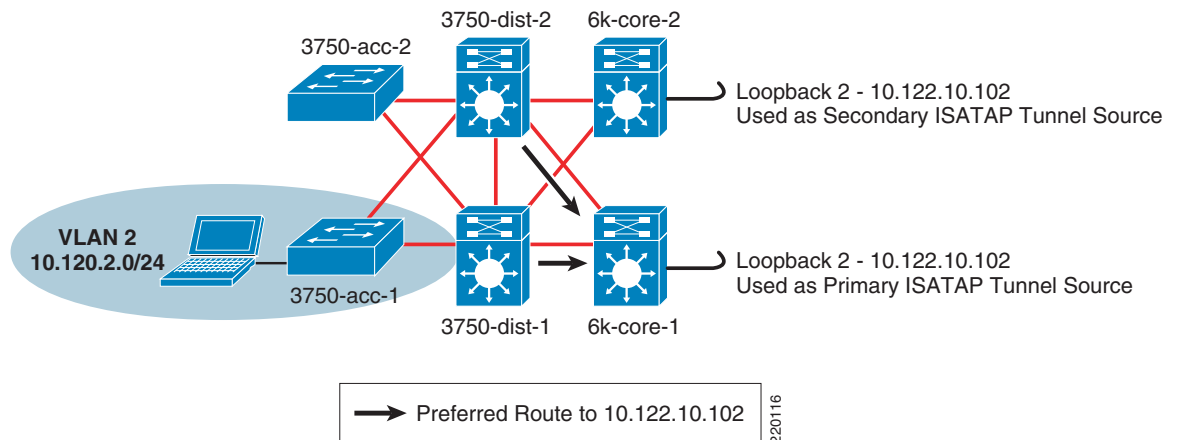 3750-dist-2
6k-core-2
3750-acc-2
Loopback 2 - 10.122.10.102
Used as Secondary ISATAP Tunnel Source
VLAN 2
10.120.2.0/24
3750-acc-1
Loopback 2 - 10.122.10.102
Used as Primary ISATAP Tunnel Source
3750-dist-1
6k-core-1
Preferred Route to 10.122.10.102
220116